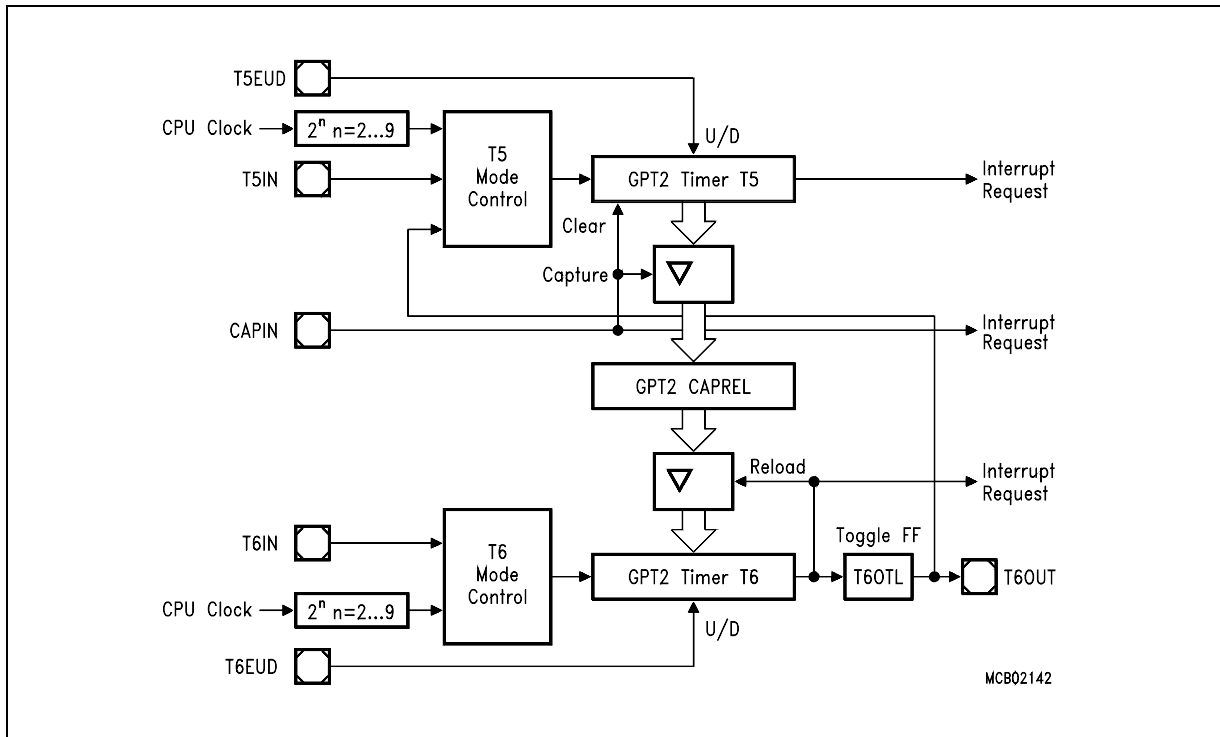 T5EUD
CPU Clock
2ⁿ n=2...9
T5IN
T5
Mode
Control
U/D
GPT2 Timer T5
Interrupt
Request
Clear
Capture
CAPIN
Interrupt
Request
GPT2 CAPREL
Reload
Interrupt
Request
T6IN
T6
Mode
Control
GPT2 Timer T6
Toggle FF
T6OTL
T6OUT
CPU Clock
2ⁿ n=2...9
U/D
T6EUD
MCB02142